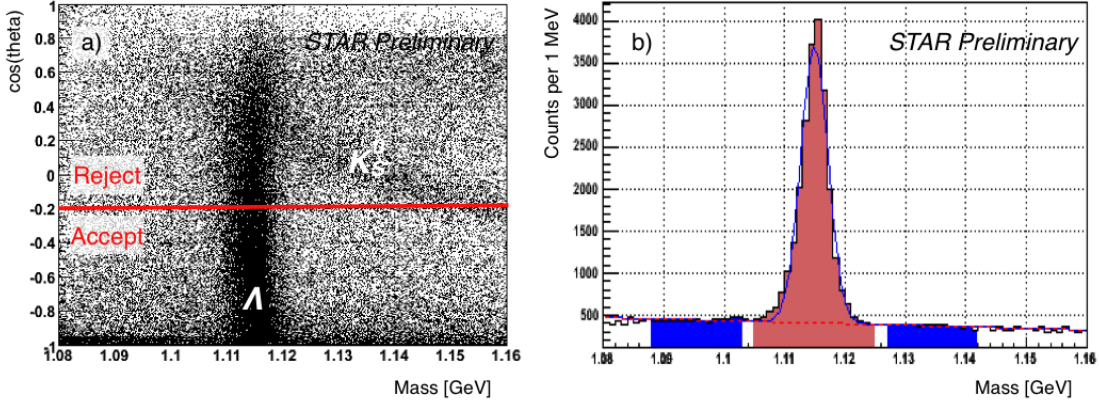 a)
STAR Preliminary
cos(theta)
1
0.8
0.6
0.4
0.2
0
-0.2
-0.4
-0.6
-0.8
-1
Reject
Accept
K⁰S
Λ
1.08 1.09 1.1 1.11 1.12 1.13 1.14 1.15 1.16
Mass [GeV]
b)
STAR Preliminary
Counts per 1 MeV
4000
3500
3000
2500
2000
1500
1000
500
1.08 1.09 1.1 1.11 1.12 1.13 1.14 1.15 1.16
Mass [GeV]